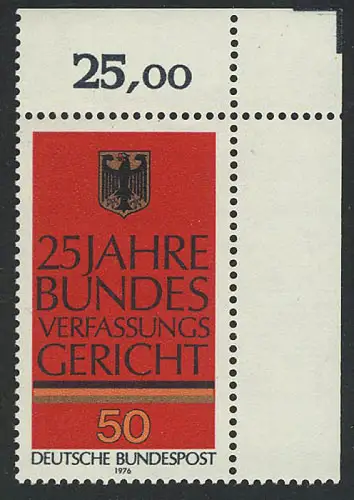 25,00
25 JAHRE
BUNDES
VERFASSUNGS
GERICHT
50
DEUTSCHE BUNDESPOST
1976